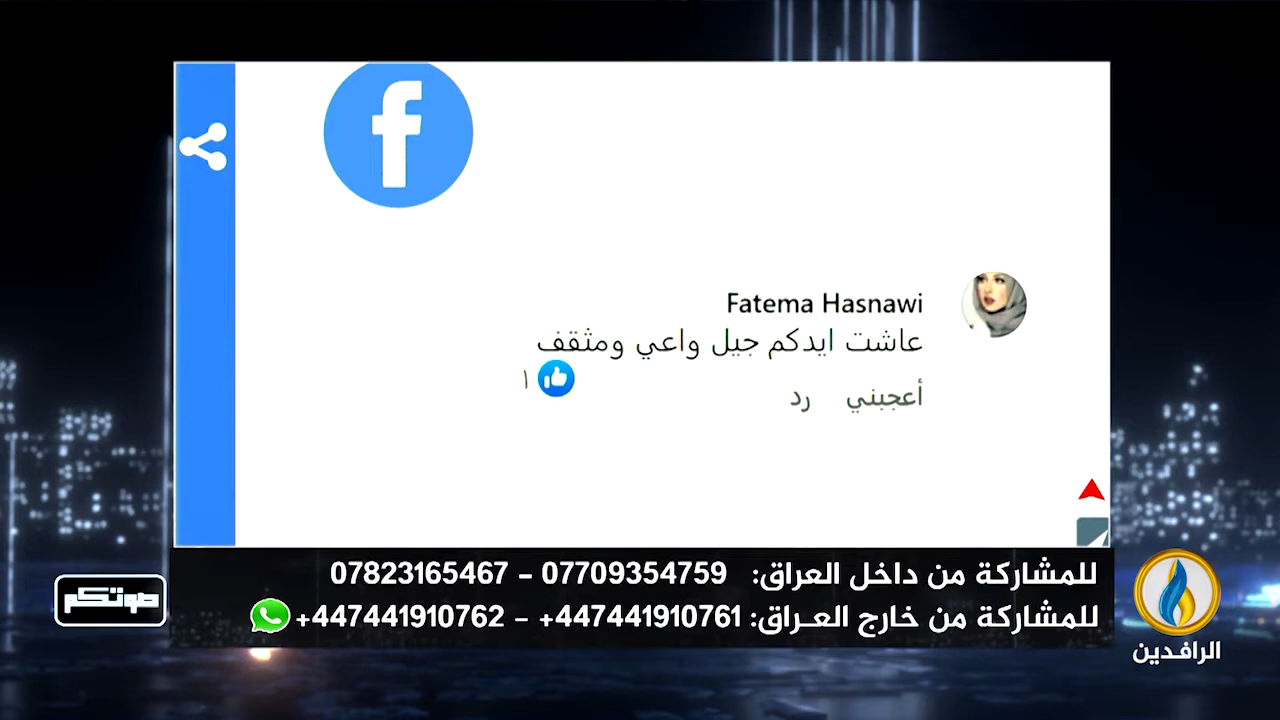 f
Fatema Hasnawi
عاشت ايدكم جيل واعي ومثقف
أعجبني رد
١
للمشاركة من داخل العراق: 07709354759 - 07823165467
للمشاركة من خارج العـراق: 447441910761+ - 447441910762+
صوتكم
الرافـدين